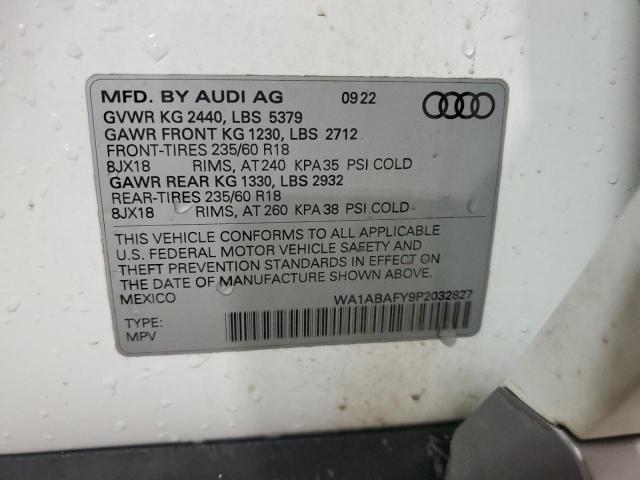 MFD. BY AUDI AG 09 22
GVWR KG 2440, LBS 5379
GAWR FRONT KG 1230, LBS 2712
FRONT-TIRES 235/60 R18
8JX18 RIMS, AT 240 KPA 35 PSI COLD
GAWR REAR KG 1330, LBS 2932
REAR-TIRES 235/60 R18
8JX18 RIMS, AT 260 KPA 38 PSI COLD
THIS VEHICLE CONFORMS TO ALL APPLICABLE
U.S. FEDERAL MOTOR VEHICLE SAFETY AND
THEFT PREVENTION STANDARDS IN EFFECT ON
THE DATE OF MANUFACTURE SHOWN ABOVE.
MEXICO WA1ABAFY9P2032827
TYPE:
MPV